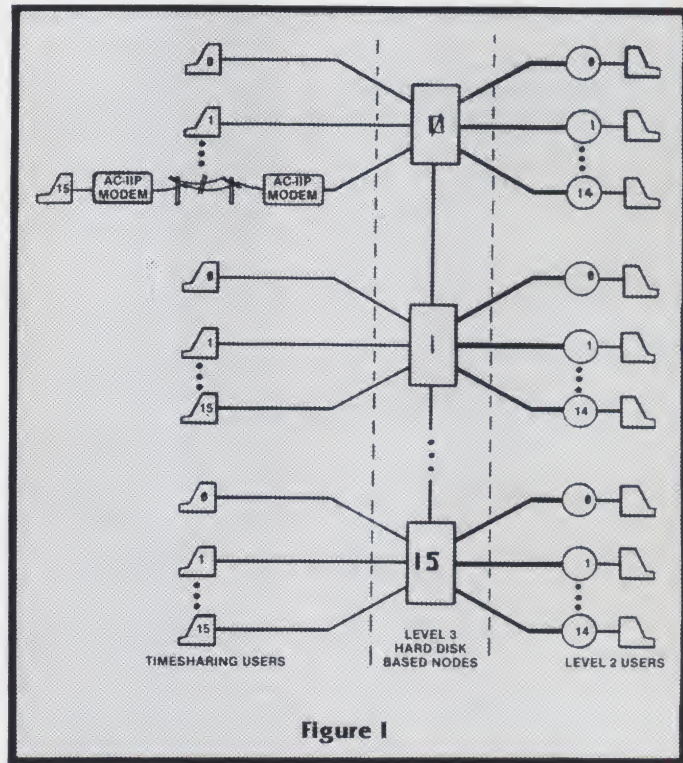 0 0
1 Ø 1
15 AC-IIP MODEM AC-IIP MODEM 14
0 0
1 1 1
15 14
0 0
1 15 1
15 14
TIMESHARING USERS
LEVEL 3
HARD DISK
BASED NODES
LEVEL 2 USERS
Figure 1